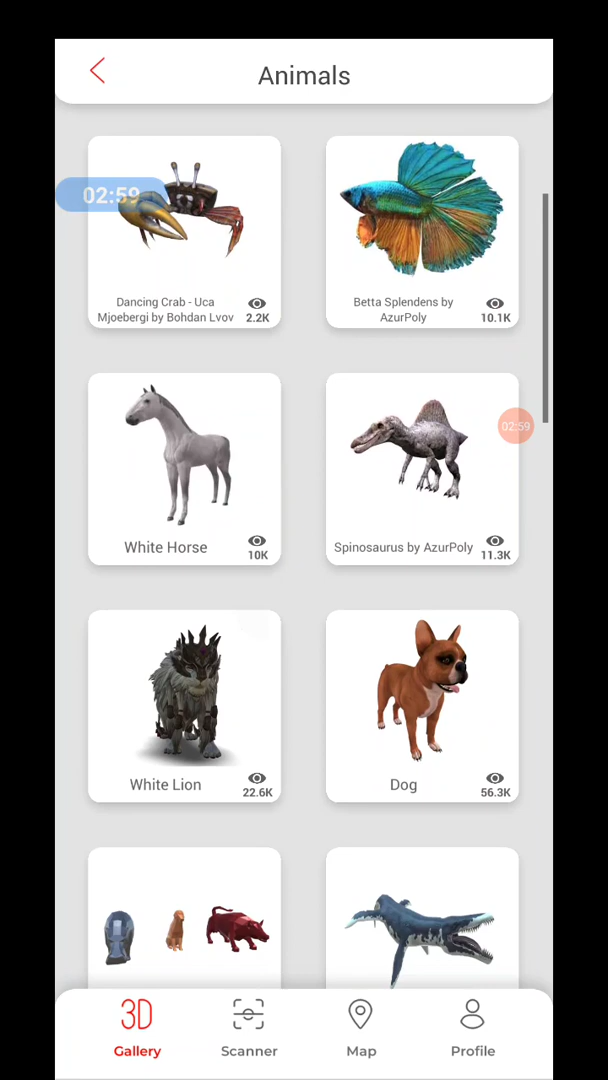 Animals
02:59
Dancing Crab - Uca
Mjoebergi by Bohdan Lvov
2.2K
Betta Splendens by
AzurPoly
10.1K
02:59
White Horse
10K
Spinosaurus by AzurPoly
11.3K
White Lion
22.6K
Dog
56.3K
3D
Gallery
Scanner
Map
Profile